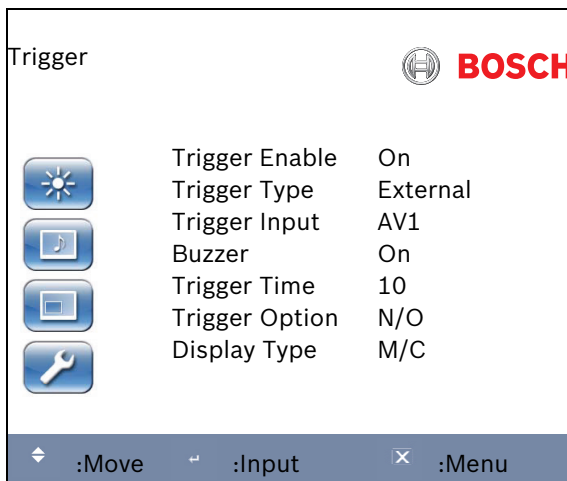 Trigger
BOSCH
Trigger Enable On
Trigger Type External
Trigger Input AV1
Buzzer On
Trigger Time 10
Trigger Option N/O
Display Type M/C
:Move :Input :Menu